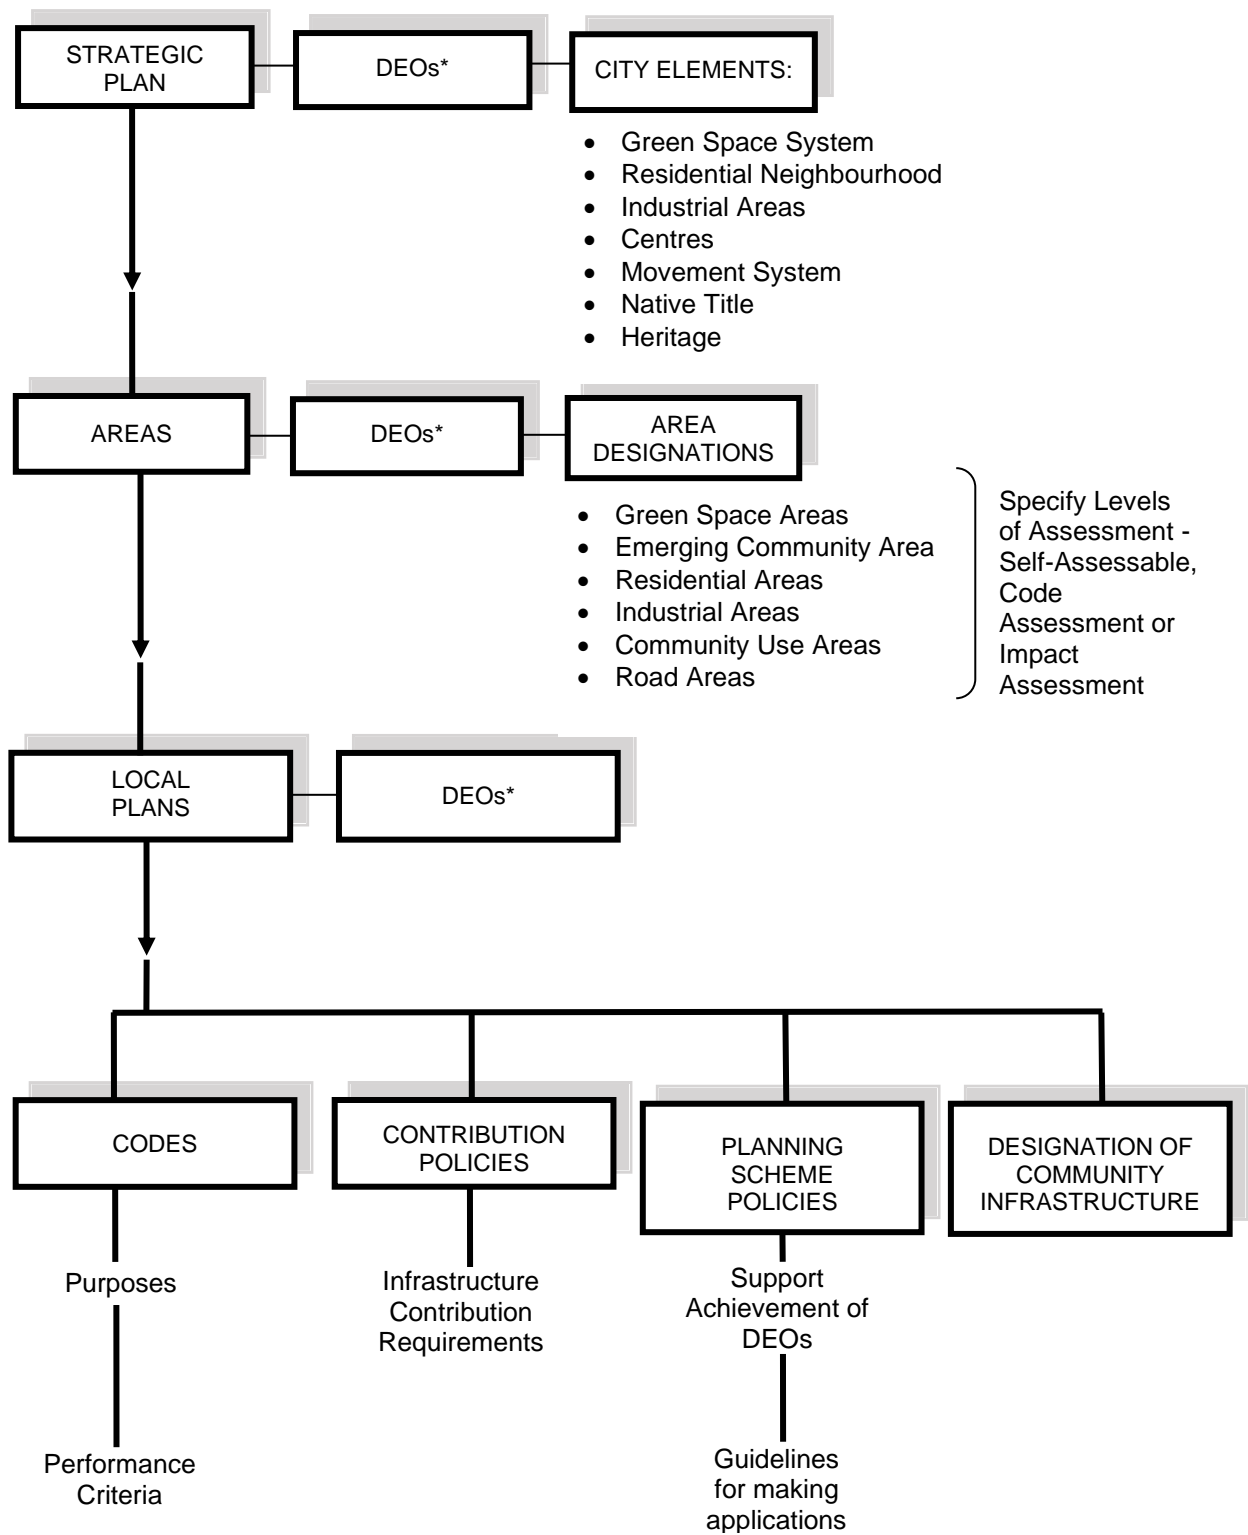 STRATEGIC
PLAN
DEOs*
CITY ELEMENTS:
• Green Space System
• Residential Neighbourhood
• Industrial Areas
• Centres
• Movement System
• Native Title
• Heritage
AREAS
DEOs*
AREA
DESIGNATIONS
• Green Space Areas
• Emerging Community Area
• Residential Areas
• Industrial Areas
• Community Use Areas
• Road Areas
Specify Levels
of Assessment -
Self-Assessable,
Code
Assessment or
Impact
Assessment
LOCAL
PLANS
DEOs*
CODES
CONTRIBUTION
POLICIES
PLANNING
SCHEME
POLICIES
DESIGNATION OF
COMMUNITY
INFRASTRUCTURE
Purposes
Infrastructure
Contribution
Requirements
Support
Achievement of
DEOs
Performance
Criteria
Guidelines
for making
applications